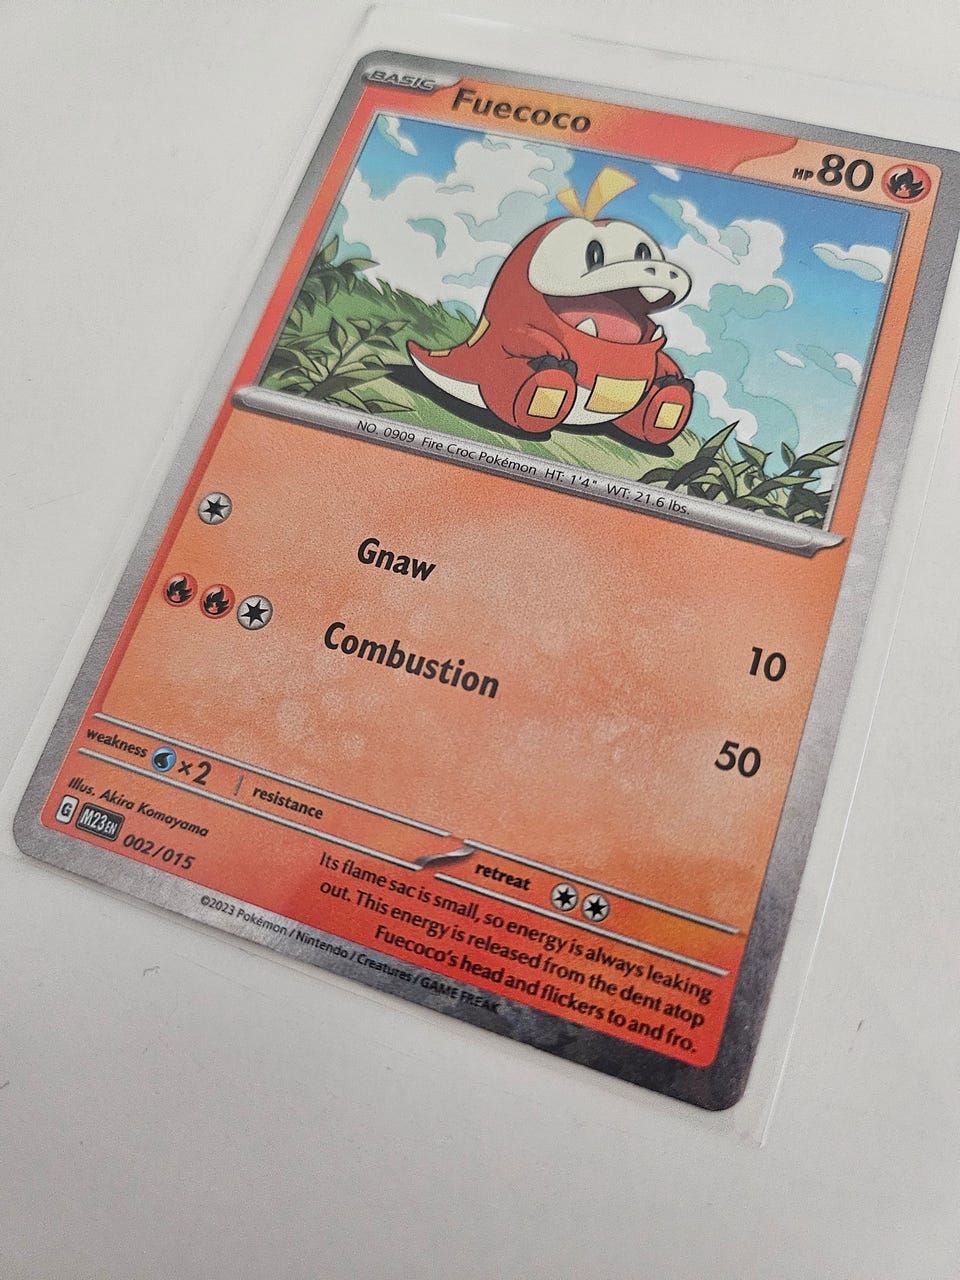 BASIC
Fuecoco
HP 80
NO. 0909 Fire Croc Pokémon HT: 1'4" WT: 21.6 lbs.
Gnaw 10
Combustion 50
weakness ×2 resistance
retreat
Illus. Akira Komayama
G M23 EN 002/015
Its flame sac is small, so energy is always leaking
out. This energy is released from the dent atop
Fuecoco's head and flickers to and fro.
©2023 Pokémon / Nintendo / Creatures / GAME FREAK